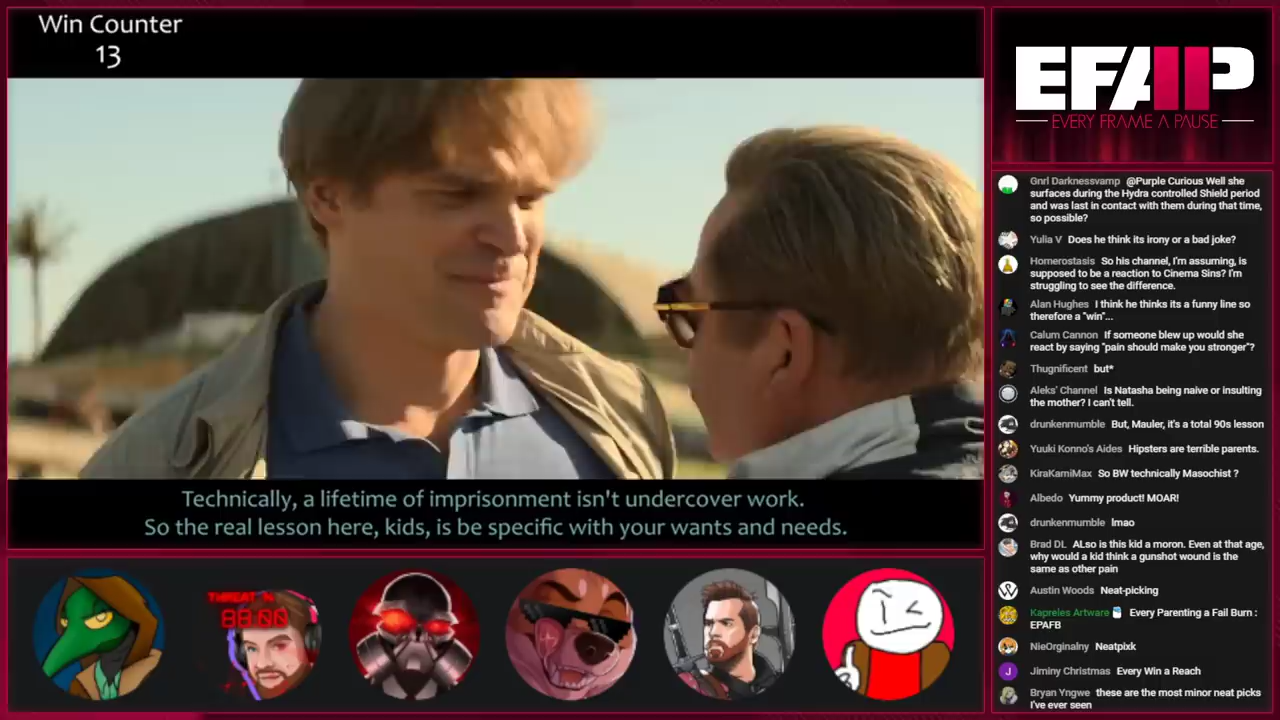 Win Counter
13
Technically, a lifetime of imprisonment isn't undercover work.
So the real lesson here, kids, is be specific with your wants and needs.
THREAT
88:00
EFAP
EVERY FRAME A PAUSE
Gnrl Darknessvamp @Purple Curious Well she
surfaces during the Hydra controlled Shield period
and was last in contact with them during that time,
so possible?
Yulia V Does he think its irony or a bad joke?
Homerostasis So his channel, I'm assuming, is
supposed to be a reaction to Cinema Sins? I'm
struggling to see the difference.
Alan Hughes I think he thinks its a funny line so
therefore a "win"...
Calum Cannon If someone blew up would she
react by saying "pain should make you stronger"?
Thugnificent but*
Aleks' Channel Is Natasha being naive or insulting
the mother? I can't tell.
drunkenmumble But, Mauler, it's a total 90s lesson
Yuuki Konno's Aides Hipsters are terrible parents.
KiraKamiMax So BW technically Masochist ?
Albedo Yummy product! MOAR!
drunkenmumble lmao
Brad DL ALso is this kid a moron. Even at that age,
why would a kid think a gunshot wound is the
same as other pain
Austin Woods Neat-picking
Kapreles Artware Every Parenting a Fail Burn :
EPAFB
NieOrginalny Neatpixk
Jiminy Christmas Every Win a Reach
Bryan Yngwe these are the most minor neat picks
I've ever seen